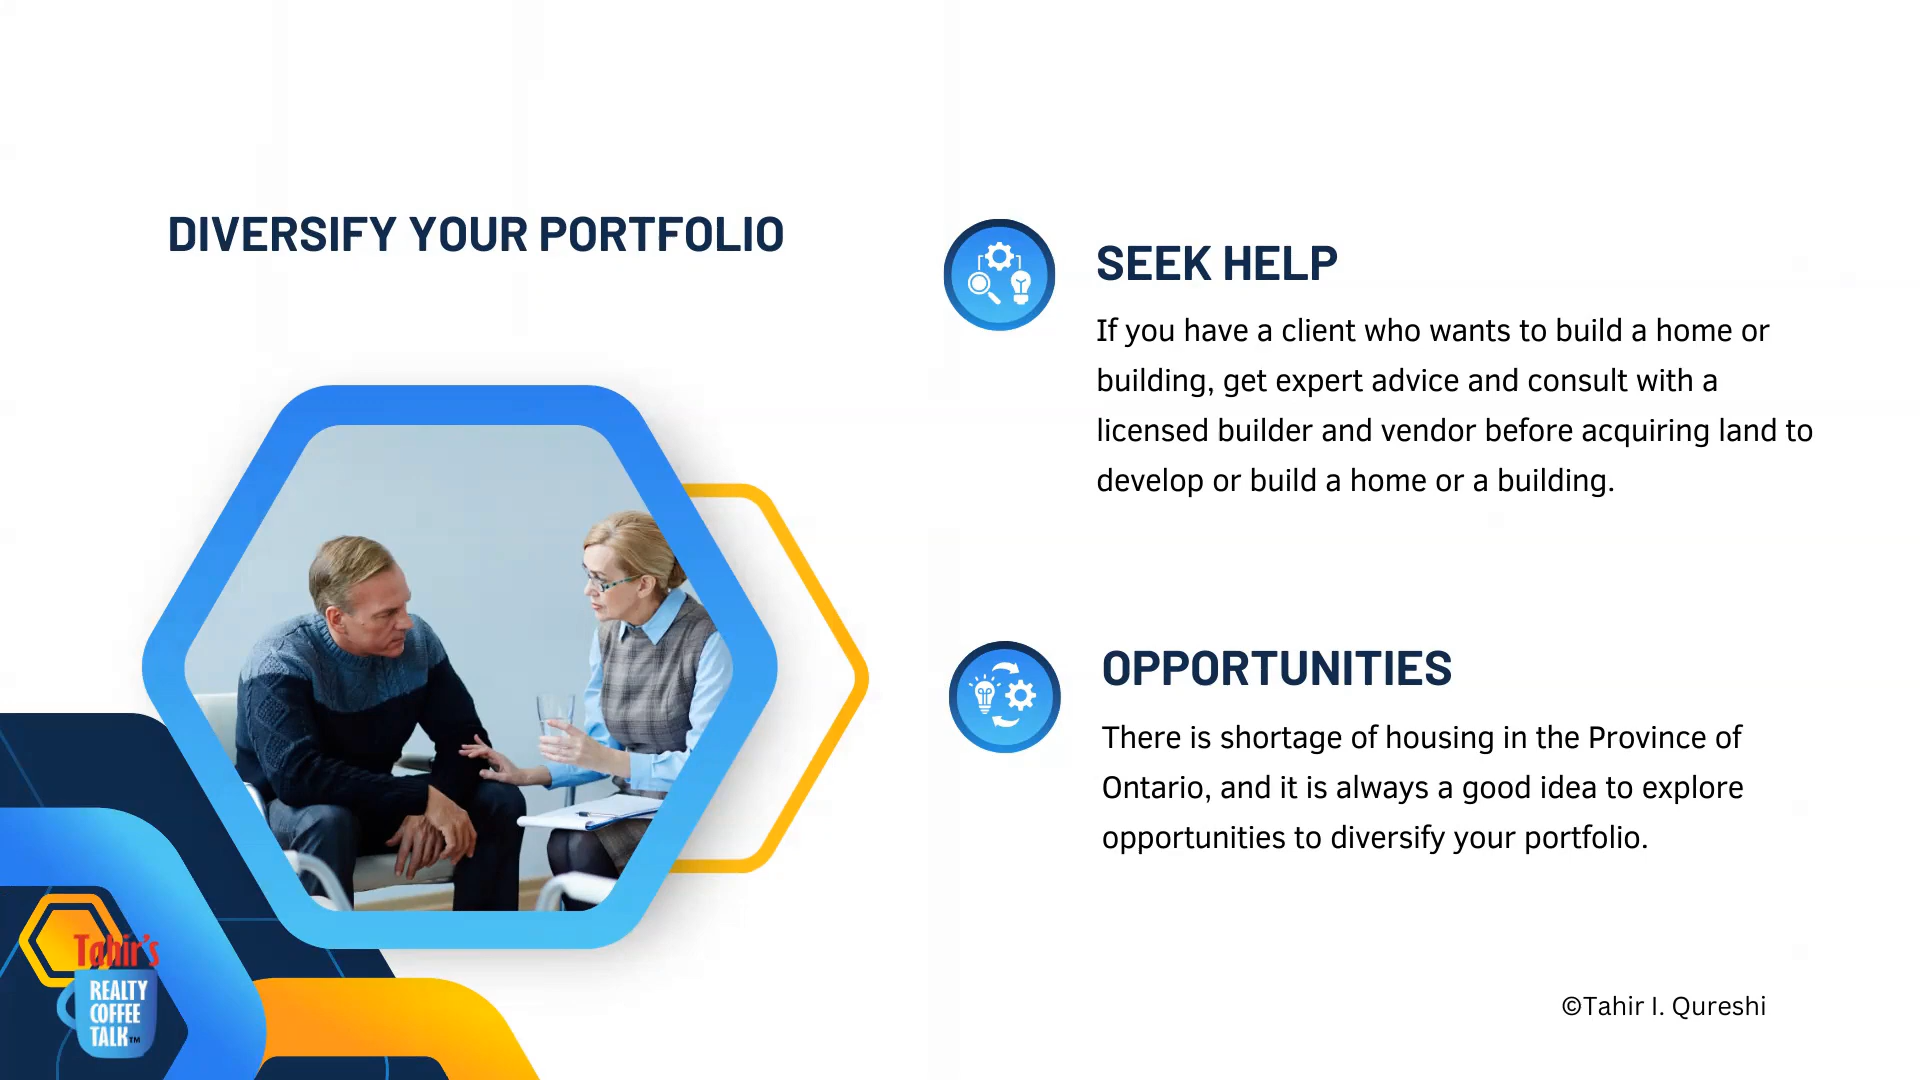 DIVERSIFY YOUR PORTFOLIO
SEEK HELP
If you have a client who wants to build a home or
building, get expert advice and consult with a
licensed builder and vendor before acquiring land to
develop or build a home or a building.
OPPORTUNITIES
There is shortage of housing in the Province of
Ontario, and it is always a good idea to explore
opportunities to diversify your portfolio.
Tahir's
REALTY
COFFEE
TALK™
©Tahir I. Qureshi